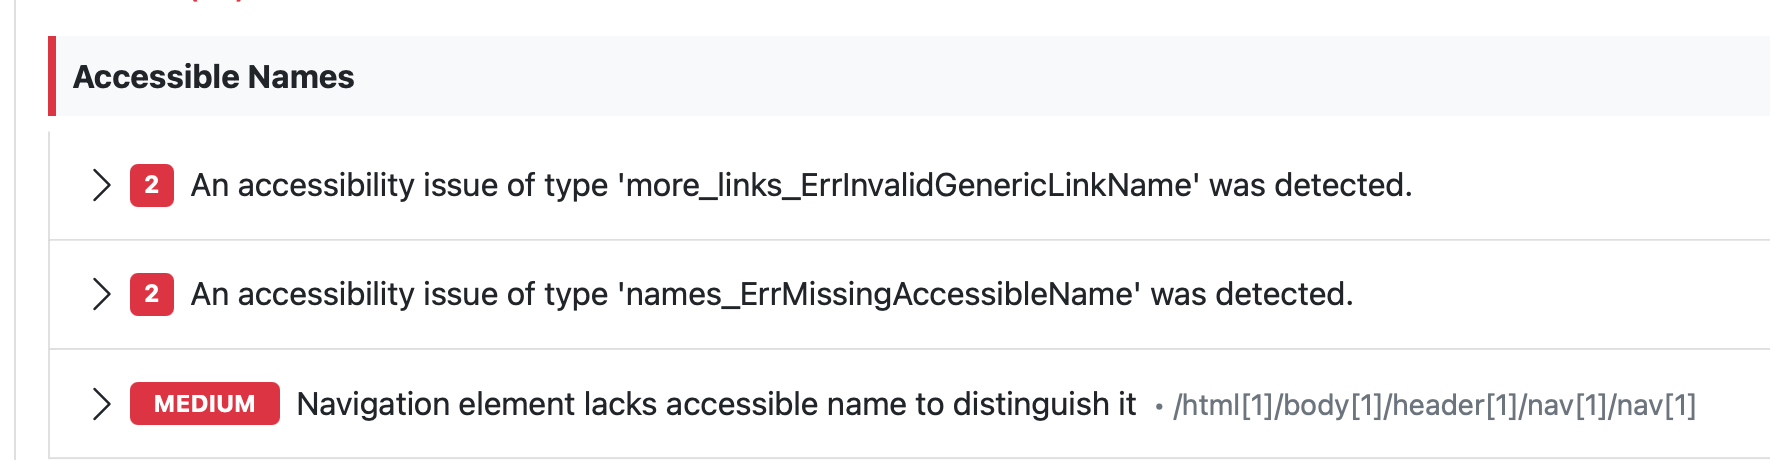 Accessible Names
2 An accessibility issue of type 'more_links_ErrInvalidGenericLinkName' was detected.
2 An accessibility issue of type 'names_ErrMissingAccessibleName' was detected.
MEDIUM Navigation element lacks accessible name to distinguish it • /html[1]/body[1]/header[1]/nav[1]/nav[1]